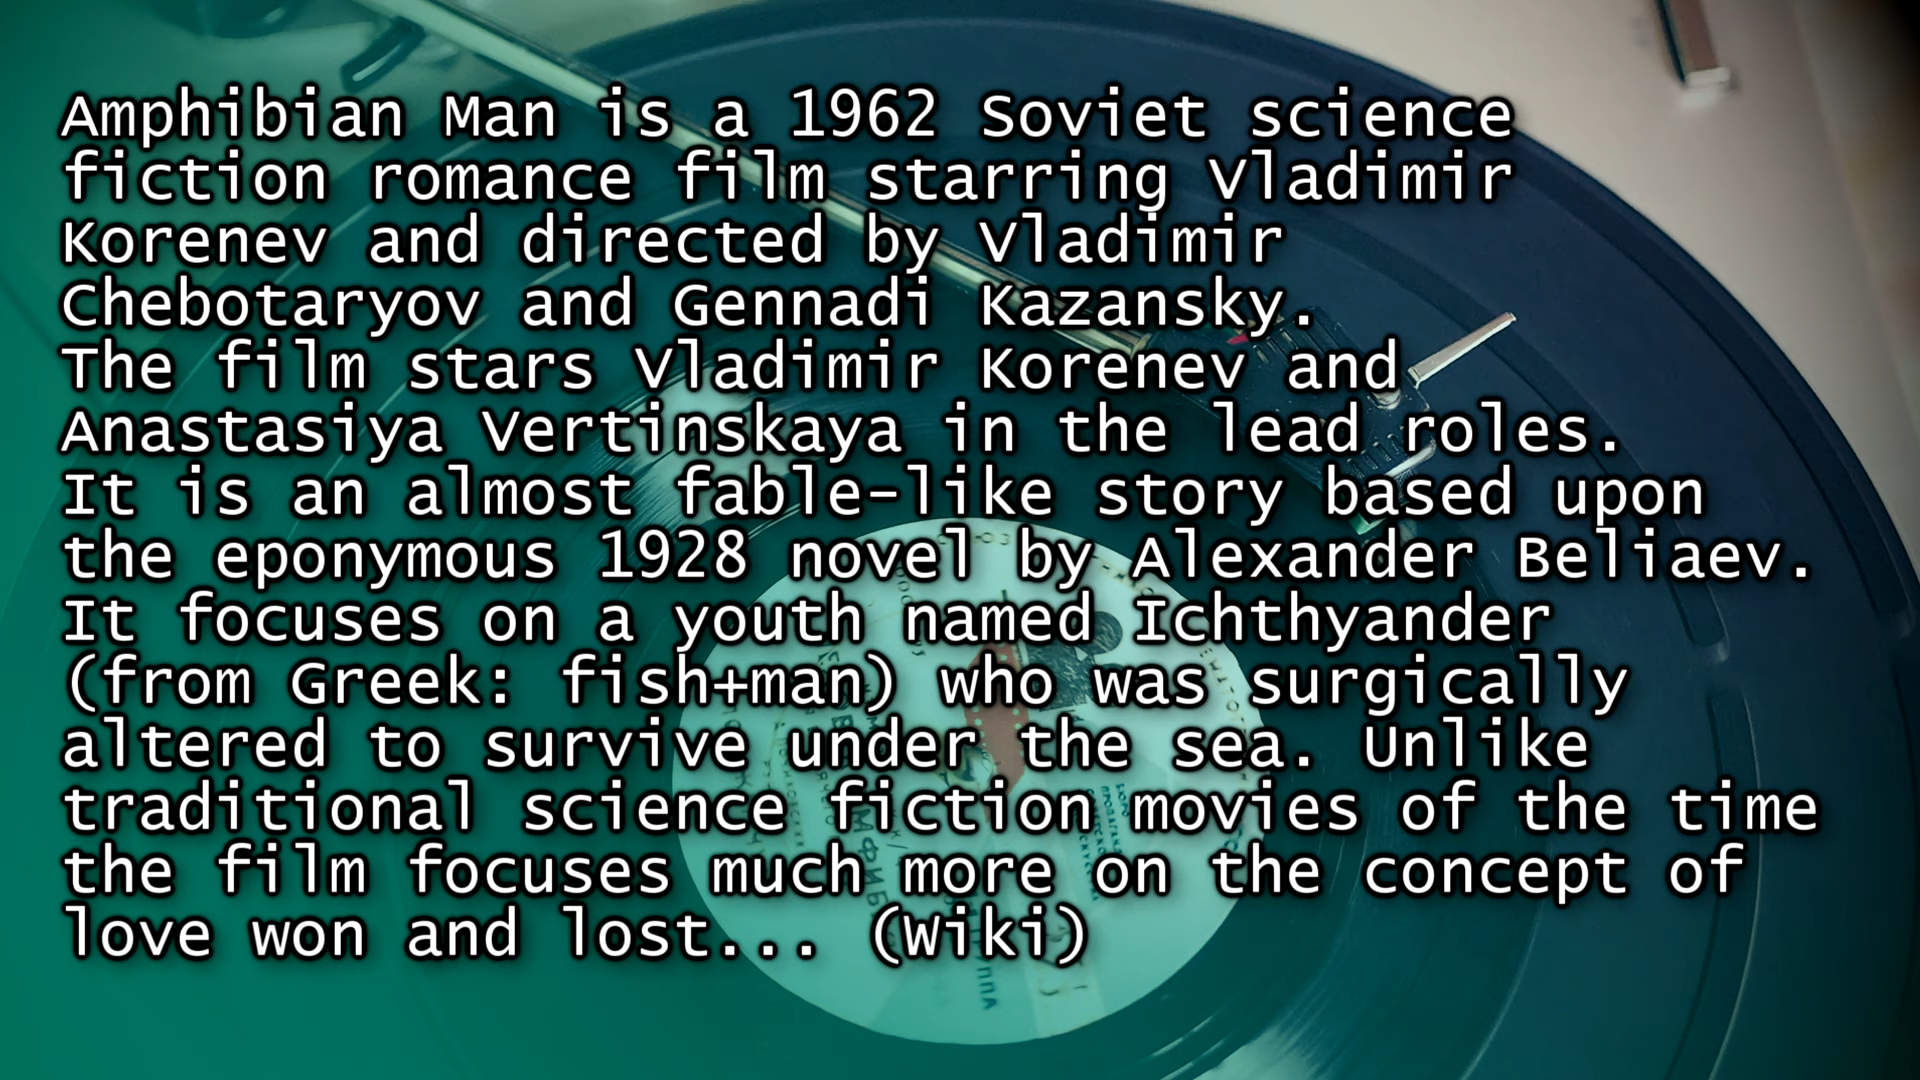 Amphibian Man is a 1962 Soviet science
fiction romance film starring Vladimir
Korenev and directed by Vladimir
Chebotaryov and Gennadi Kazansky.
The film stars Vladimir Korenev and
Anastasiya Vertinskaya in the lead roles.
It is an almost fable-like story based upon
the eponymous 1928 novel by Alexander Beliaev.
It focuses on a youth named Ichthyander
(from Greek: fish+man) who was surgically
altered to survive under the sea. Unlike
traditional science fiction movies of the time
the film focuses much more on the concept of
love won and lost... (Wiki)